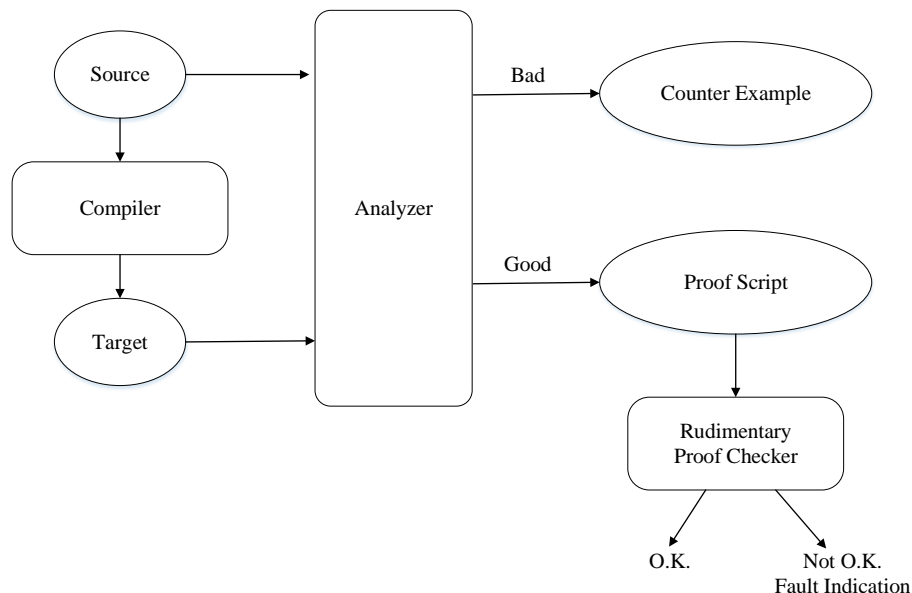 Source
Bad
Counter Example
Compiler
Analyzer
Good
Proof Script
Target
Rudimentary
Proof Checker
O.K.
Not O.K.
Fault Indication